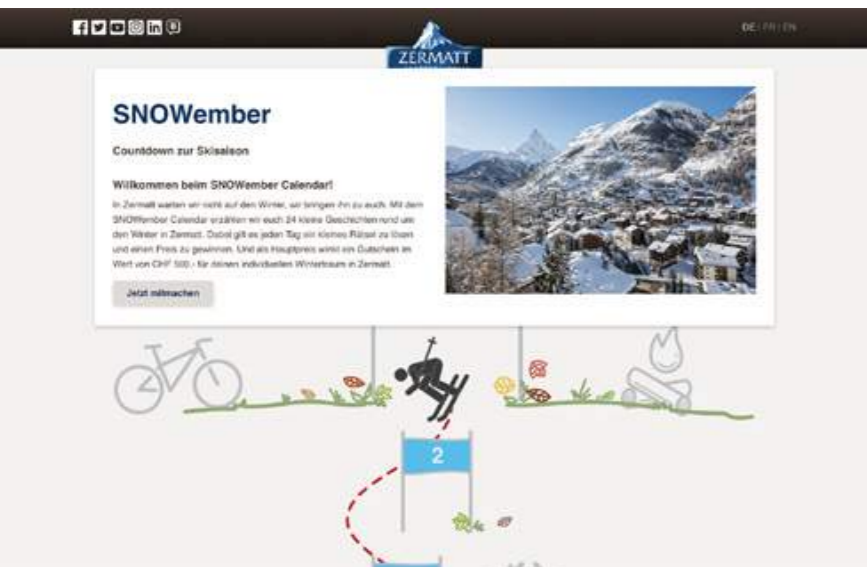 DE | FR | EN
ZERMATT
SNOWember
Countdown zur Skisaison
Willkommen beim SNOWember Calendar!
In Zermatt warten wir nicht auf den Winter, wir bringen ihn zu euch. Mit dem
SNOWember Calendar erzählen wir euch 24 kleine Geschichten rund um
den Winter in Zermatt. Dabei gilt es jeden Tag ein kleines Rätsel zu lösen
und einen Preis zu gewinnen. Und als Hauptpreis winkt ein Gutschein im
Wert von CHF 500.- für deinen individuellen Wintertraum in Zermatt.
Jetzt mitmachen
2